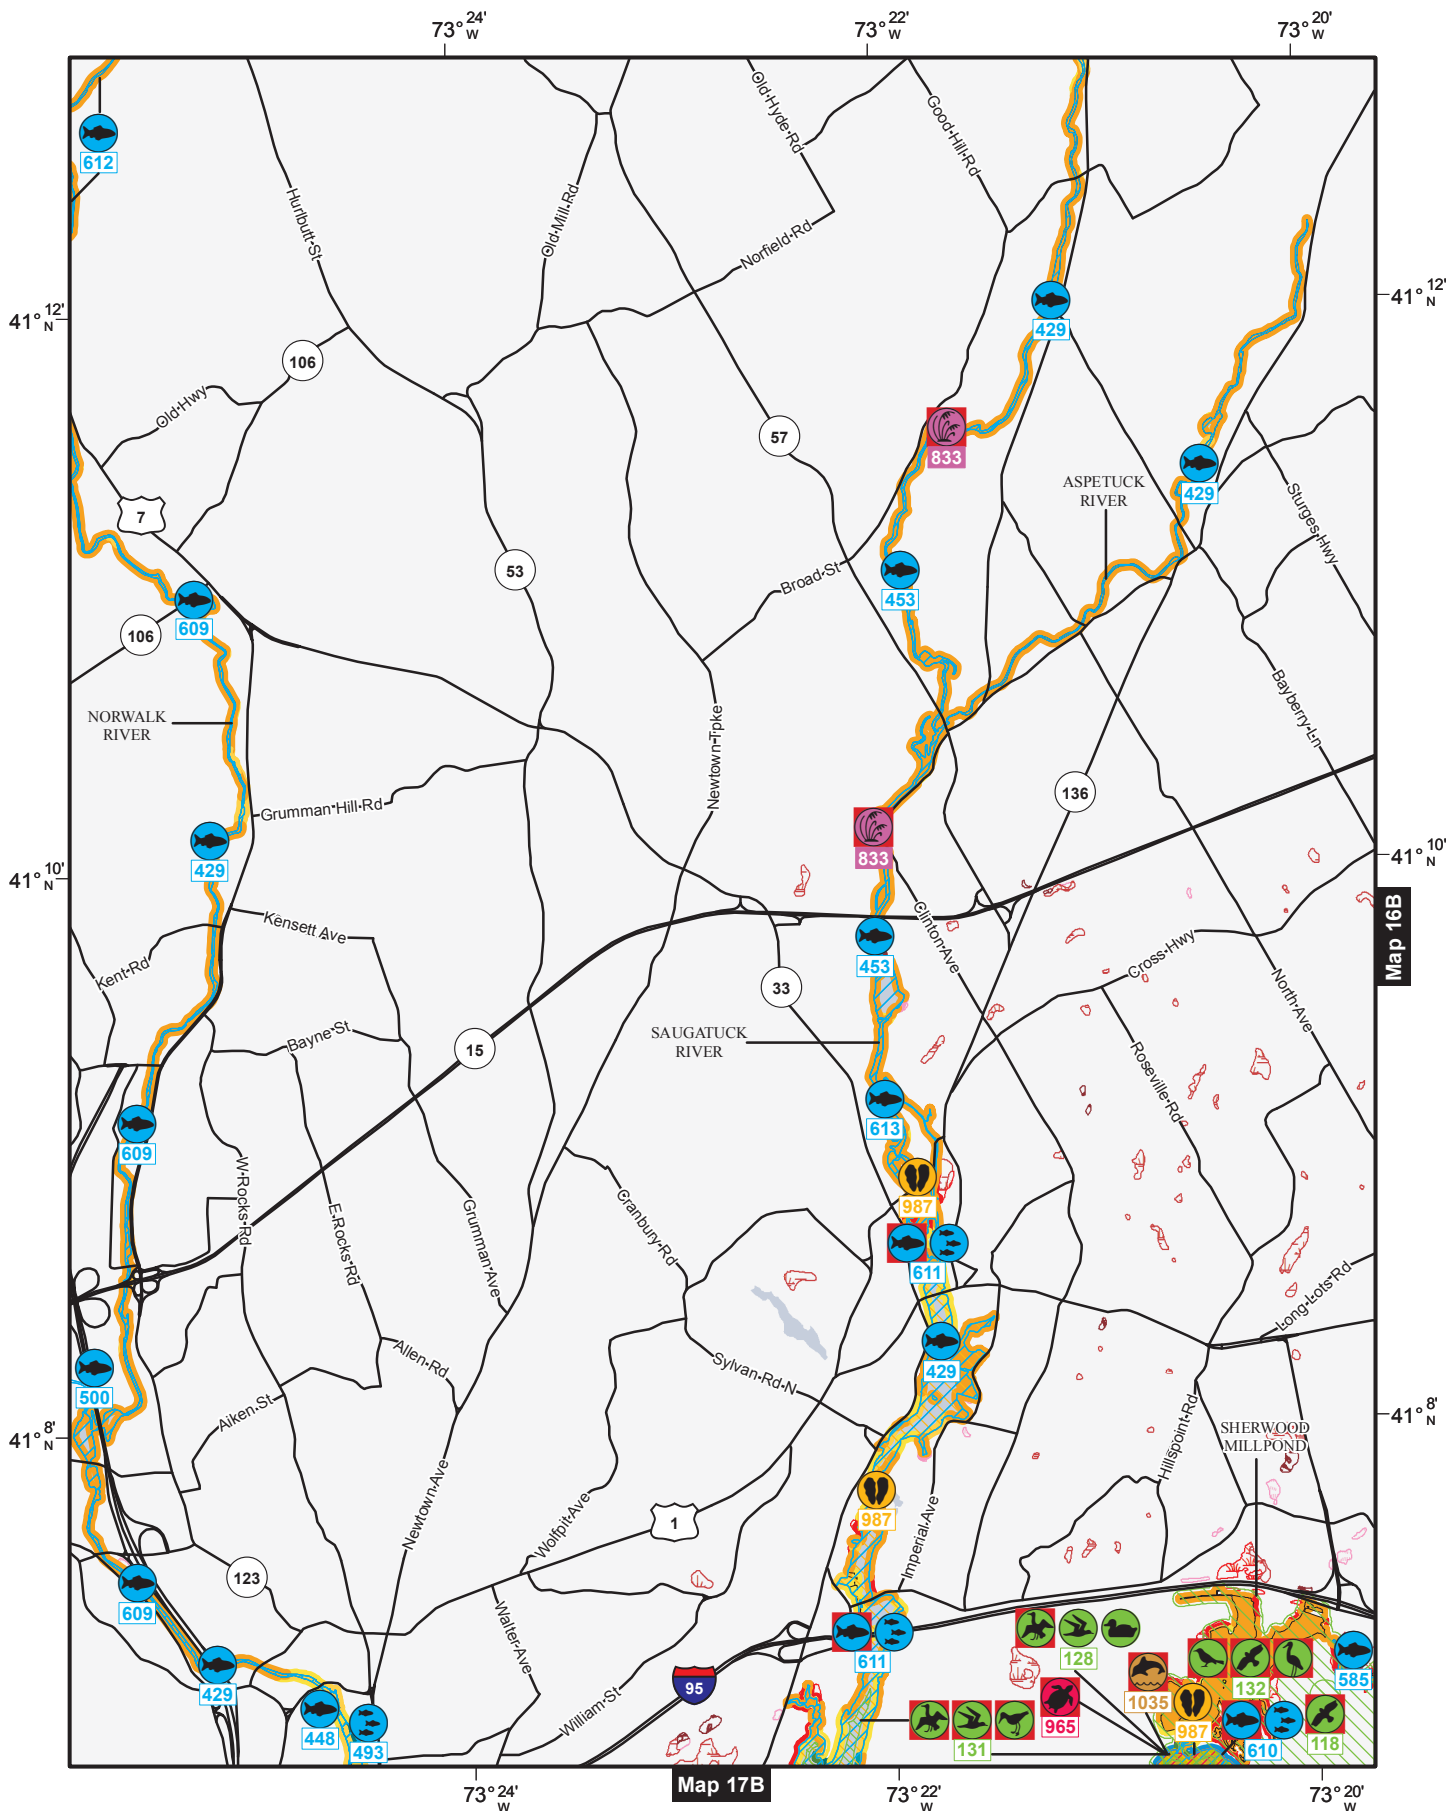 73° 24' W
73° 22' W
73° 20' W
612
Hurlbutt St
Old Mill Rd
Old Hyde Rd
Good Hill Rd
Norfield Rd
41° 12' N
41° 12' N
429
106
Old Hwy
57
833
ASPETUCK
RIVER
429
Sturges Hwy
7
53
Broad St
453
609
106
NORWALK
RIVER
Newtown Tpke
Bayberry Ln
136
Grumman Hill Rd
833
429
41° 10' N
41° 10' N
Map 16B
Kensett Ave
Clinton Ave
453
Cross Hwy
Kent Rd
33
North Ave
SAUGATUCK
RIVER
Bayne St
15
Roseville Rd
613
609
W Rocks Rd
E Rocks Rd
Grumman Ave
Cranbury Rd
987
611
Long Lots Rd
Allen Rd
Sylvan Rd N
429
500
Aiken St
Hillspoint Rd
SHERWOOD
MILLPOND
41° 8' N
41° 8' N
Newtown Ave
Wolfpit Ave
987
1
Imperial Ave
123
609
Walter Ave
611
128
132
585
429
William St
95
965
1035
987
610
118
448
493
131
Map 17B
73° 24' W
73° 22' W
73° 20' W